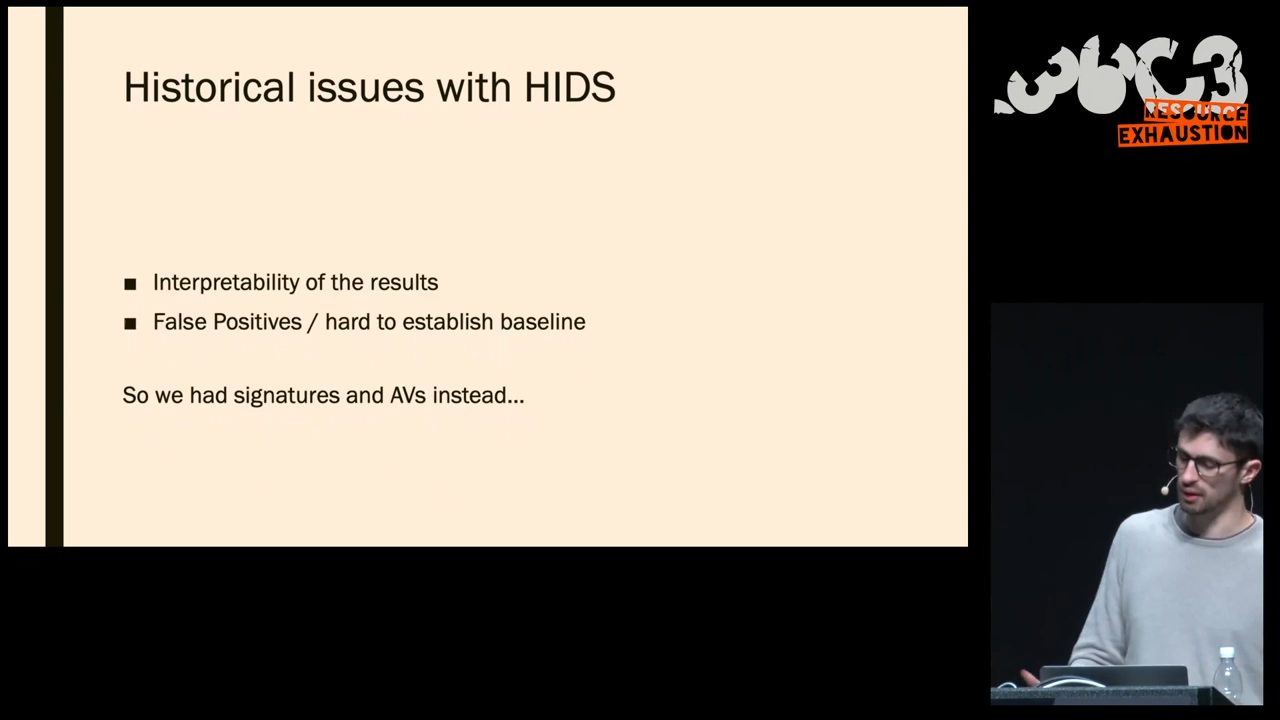 Historical issues with HIDS
■ Interpretability of the results
■ False Positives / hard to establish baseline
So we had signatures and AVs instead...
36C3
RESOURCE
EXHAUSTION